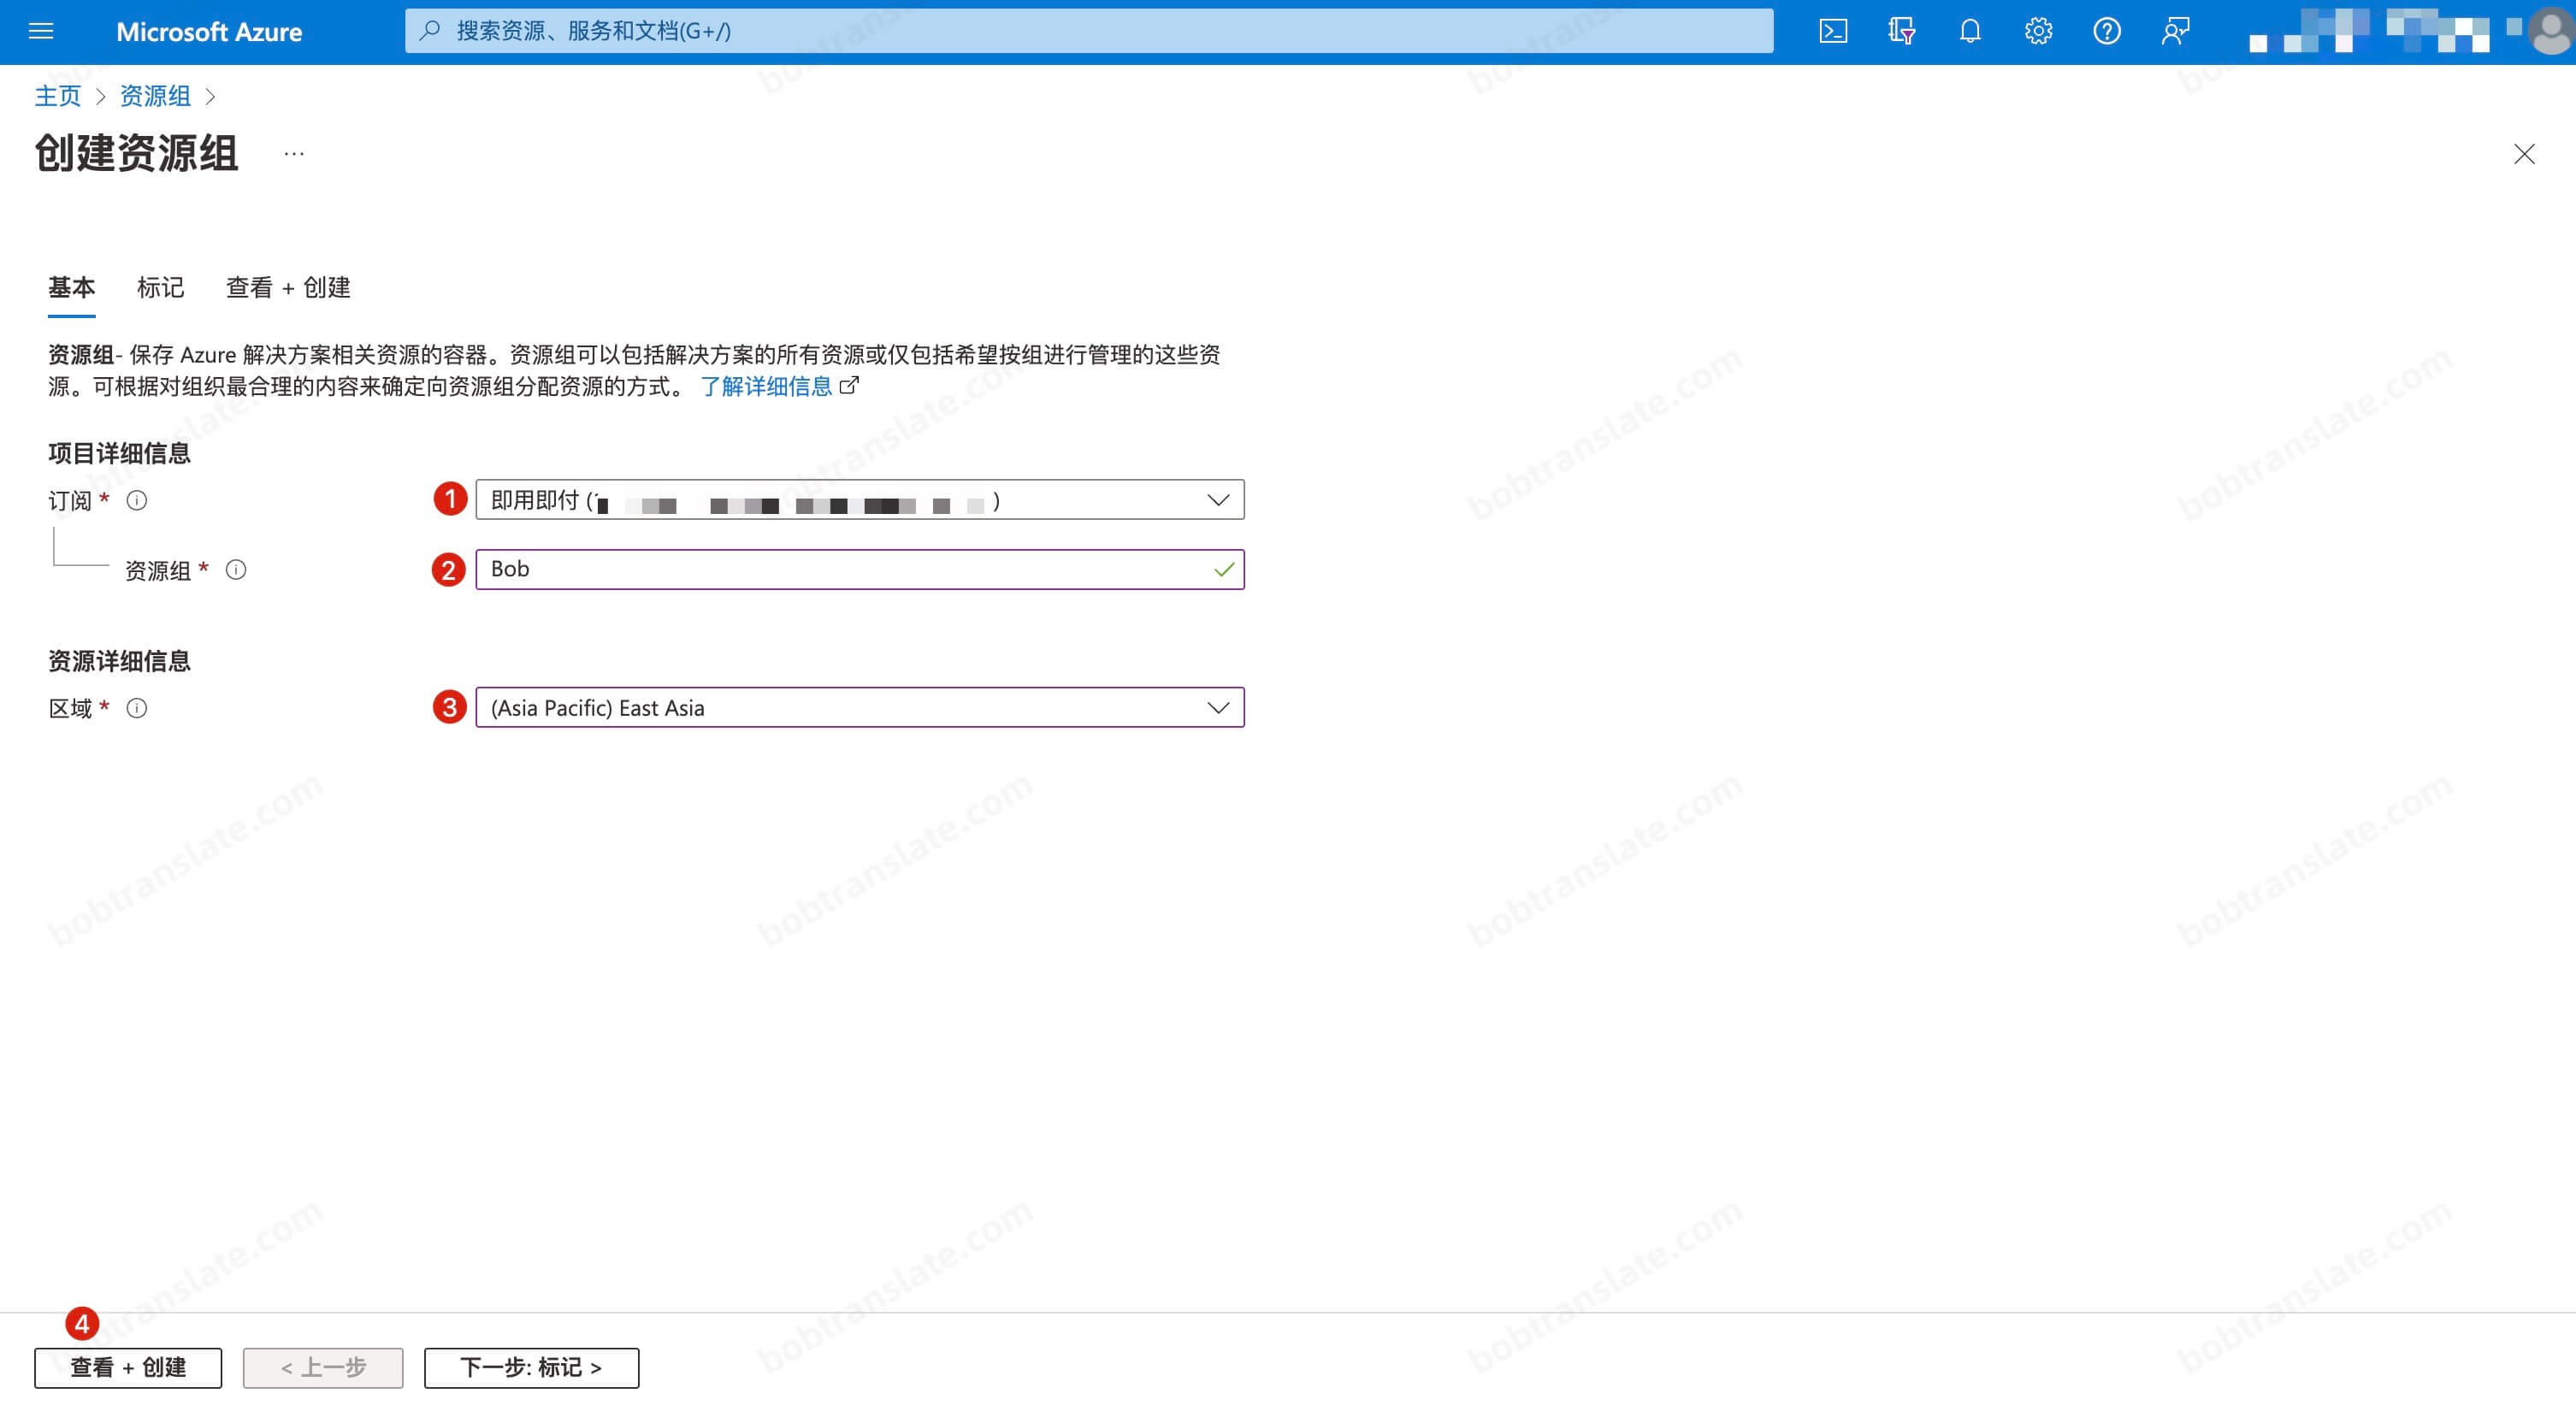 Microsoft Azure
搜索资源、服务和文档(G+/)
主页 > 资源组 >
创建资源组 ...
基本 标记 查看 + 创建
资源组- 保存 Azure 解决方案相关资源的容器。资源组可以包括解决方案的所有资源或仅包括希望按组进行管理的这些资
源。可根据对组织最合理的内容来确定向资源组分配资源的方式。 了解详细信息
项目详细信息
订阅 * 1 即用即付 ( )
资源组 * 2 Bob
资源详细信息
区域 * 3 (Asia Pacific) East Asia
4
查看 + 创建 < 上一步 下一步: 标记 >
bobtranslate.com